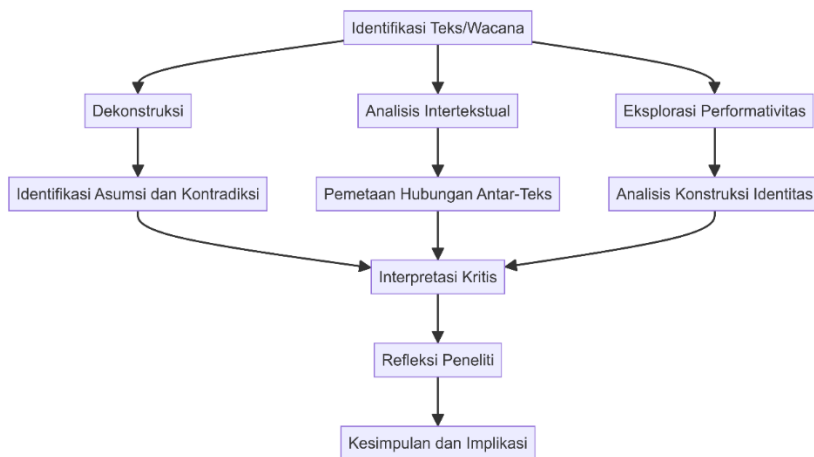 Identifikasi Teks/Wacana
Dekonstruksi
Analisis Intertekstual
Eksplorasi Performativitas
Identifikasi Asumsi dan Kontradiksi
Pemetaan Hubungan Antar-Teks
Analisis Konstruksi Identitas
Interpretasi Kritis
Refleksi Peneliti
Kesimpulan dan Implikasi